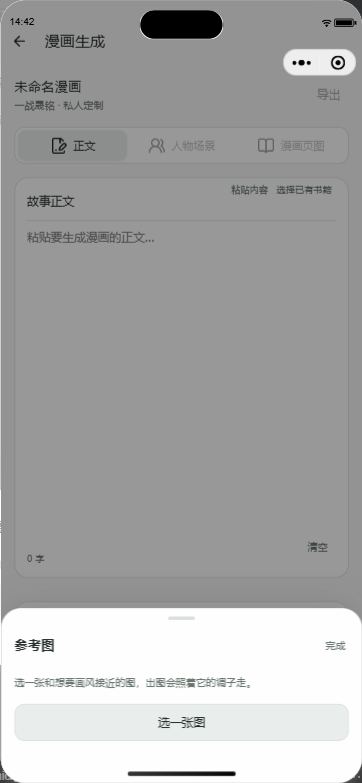 14:42
漫画生成
未命名漫画
一战晟铭 · 私人定制
导出
正文
人物场景
漫画页图
故事正文
粘贴内容 选择已有书籍
粘贴要生成漫画的正文...
清空
0 字
参考图
完成
选一张和想要画风接近的图，出图会照着它的调子走。
选一张图